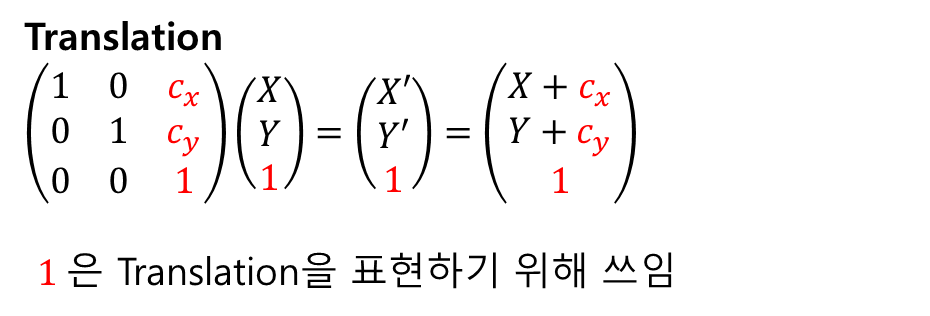 Translation
1 0 c_x X X′ X + c_x
0 1 c_y Y = Y′ = Y + c_y
0 0 1 1 1 1
1 은 Translation을 표현하기 위해 쓰임